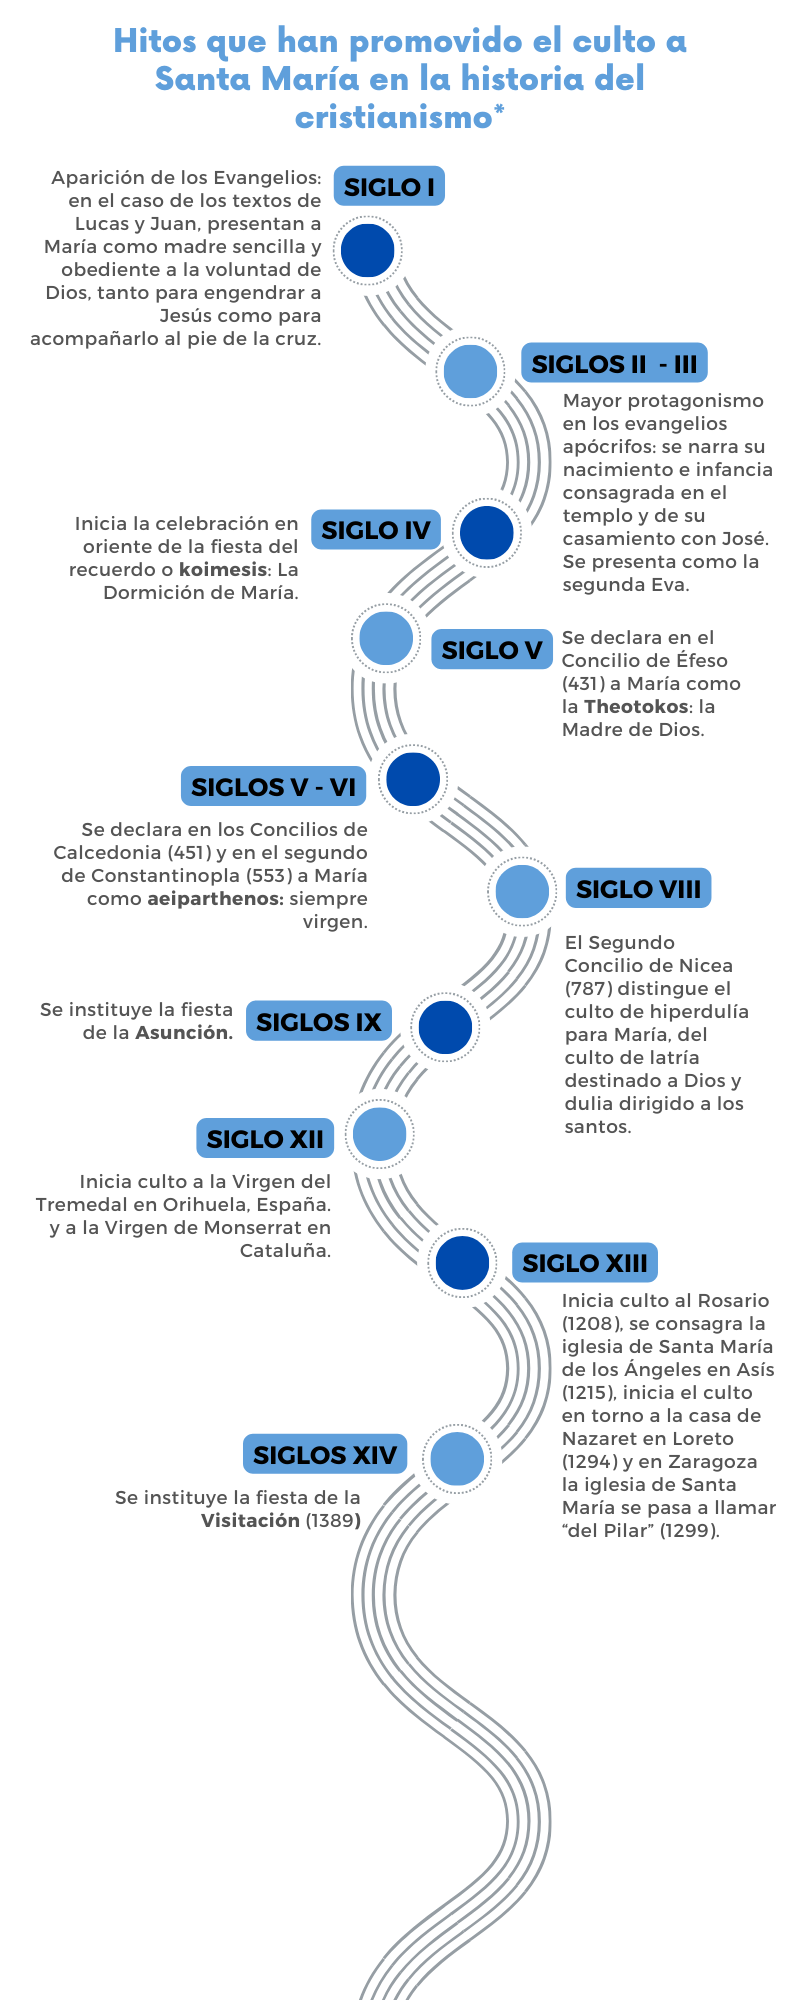 Hitos que han promovido el culto a
Santa María en la historia del
cristianismo*
SIGLO I
Aparición de los Evangelios:
en el caso de los textos de
Lucas y Juan, presentan a
María como madre sencilla y
obediente a la voluntad de
Dios, tanto para engendrar a
Jesús como para
acompañarlo al pie de la cruz.
SIGLOS II - III
Mayor protagonismo
en los evangelios
apócrifos: se narra su
nacimiento e infancia
consagrada en el
templo y de su
casamiento con José.
Se presenta como la
segunda Eva.
SIGLO IV
Inicia la celebración en
oriente de la fiesta del
recuerdo o koimesis: La
Dormición de María.
SIGLO V
Se declara en el
Concilio de Éfeso
(431) a María como
la Theotokos: la
Madre de Dios.
SIGLOS V - VI
Se declara en los Concilios de
Calcedonia (451) y en el segundo
de Constantinopla (553) a María
como aeiparthenos: siempre
virgen.
SIGLO VIII
El Segundo
Concilio de Nicea
(787) distingue el
culto de hiperdulía
para María, del
culto de latría
destinado a Dios y
dulia dirigido a los
santos.
SIGLOS IX
Se instituye la fiesta
de la Asunción.
SIGLO XII
Inicia culto a la Virgen del
Tremedal en Orihuela, España.
y a la Virgen de Monserrat en
Cataluña.
SIGLO XIII
Inicia culto al Rosario
(1208), se consagra la
iglesia de Santa María
de los Ángeles en Asís
(1215), inicia el culto
en torno a la casa de
Nazaret en Loreto
(1294) y en Zaragoza
la iglesia de Santa
María se pasa a llamar
“del Pilar” (1299).
SIGLOS XIV
Se instituye la fiesta de la
Visitación (1389)